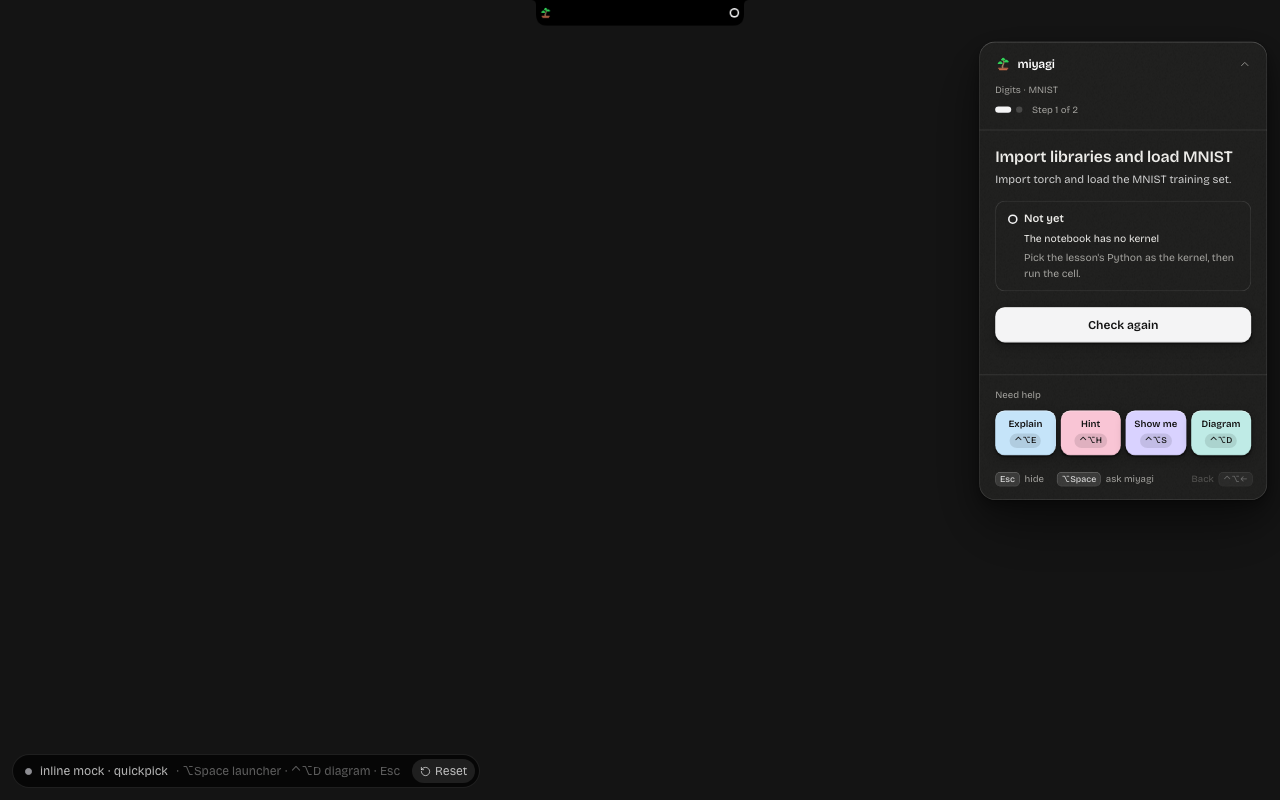 miyagi
Digits · MNIST
Step 1 of 2
Import libraries and load MNIST
Import torch and load the MNIST training set.
Not yet
The notebook has no kernel
Pick the lesson's Python as the kernel, then
run the cell.
Check again
Need help
Explain
⌃⌥E
Hint
⌃⌥H
Show me
⌃⌥S
Diagram
⌃⌥D
Esc hide ⌥Space ask miyagi Back ⌃⌥←
inline mock · quickpick · ⌥Space launcher · ⌃⌥D diagram · Esc Reset